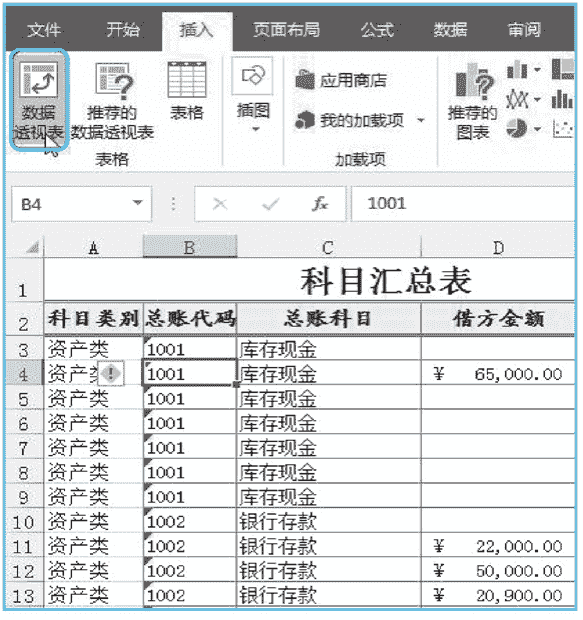 文件 开始 插入 页面布局 公式 数据 审阅
数据
透视表
推荐的
数据透视表
表格
插图
应用商店
我的加载项
推荐的
图表
表格
加载项
B4 fx 1001
A B C D
1 科目汇总表
2 科目类别 总账代码 总账科目 借方金额
3 资产类 1001 库存现金
4 资产类 1001 库存现金 ¥ 65,000.00
5 资产类 1001 库存现金
6 资产类 1001 库存现金
7 资产类 1001 库存现金
8 资产类 1001 库存现金
9 资产类 1001 库存现金
10 资产类 1002 银行存款
11 资产类 1002 银行存款 ¥ 22,000.00
12 资产类 1002 银行存款 ¥ 50,000.00
13 资产类 1002 银行存款 ¥ 20,900.00